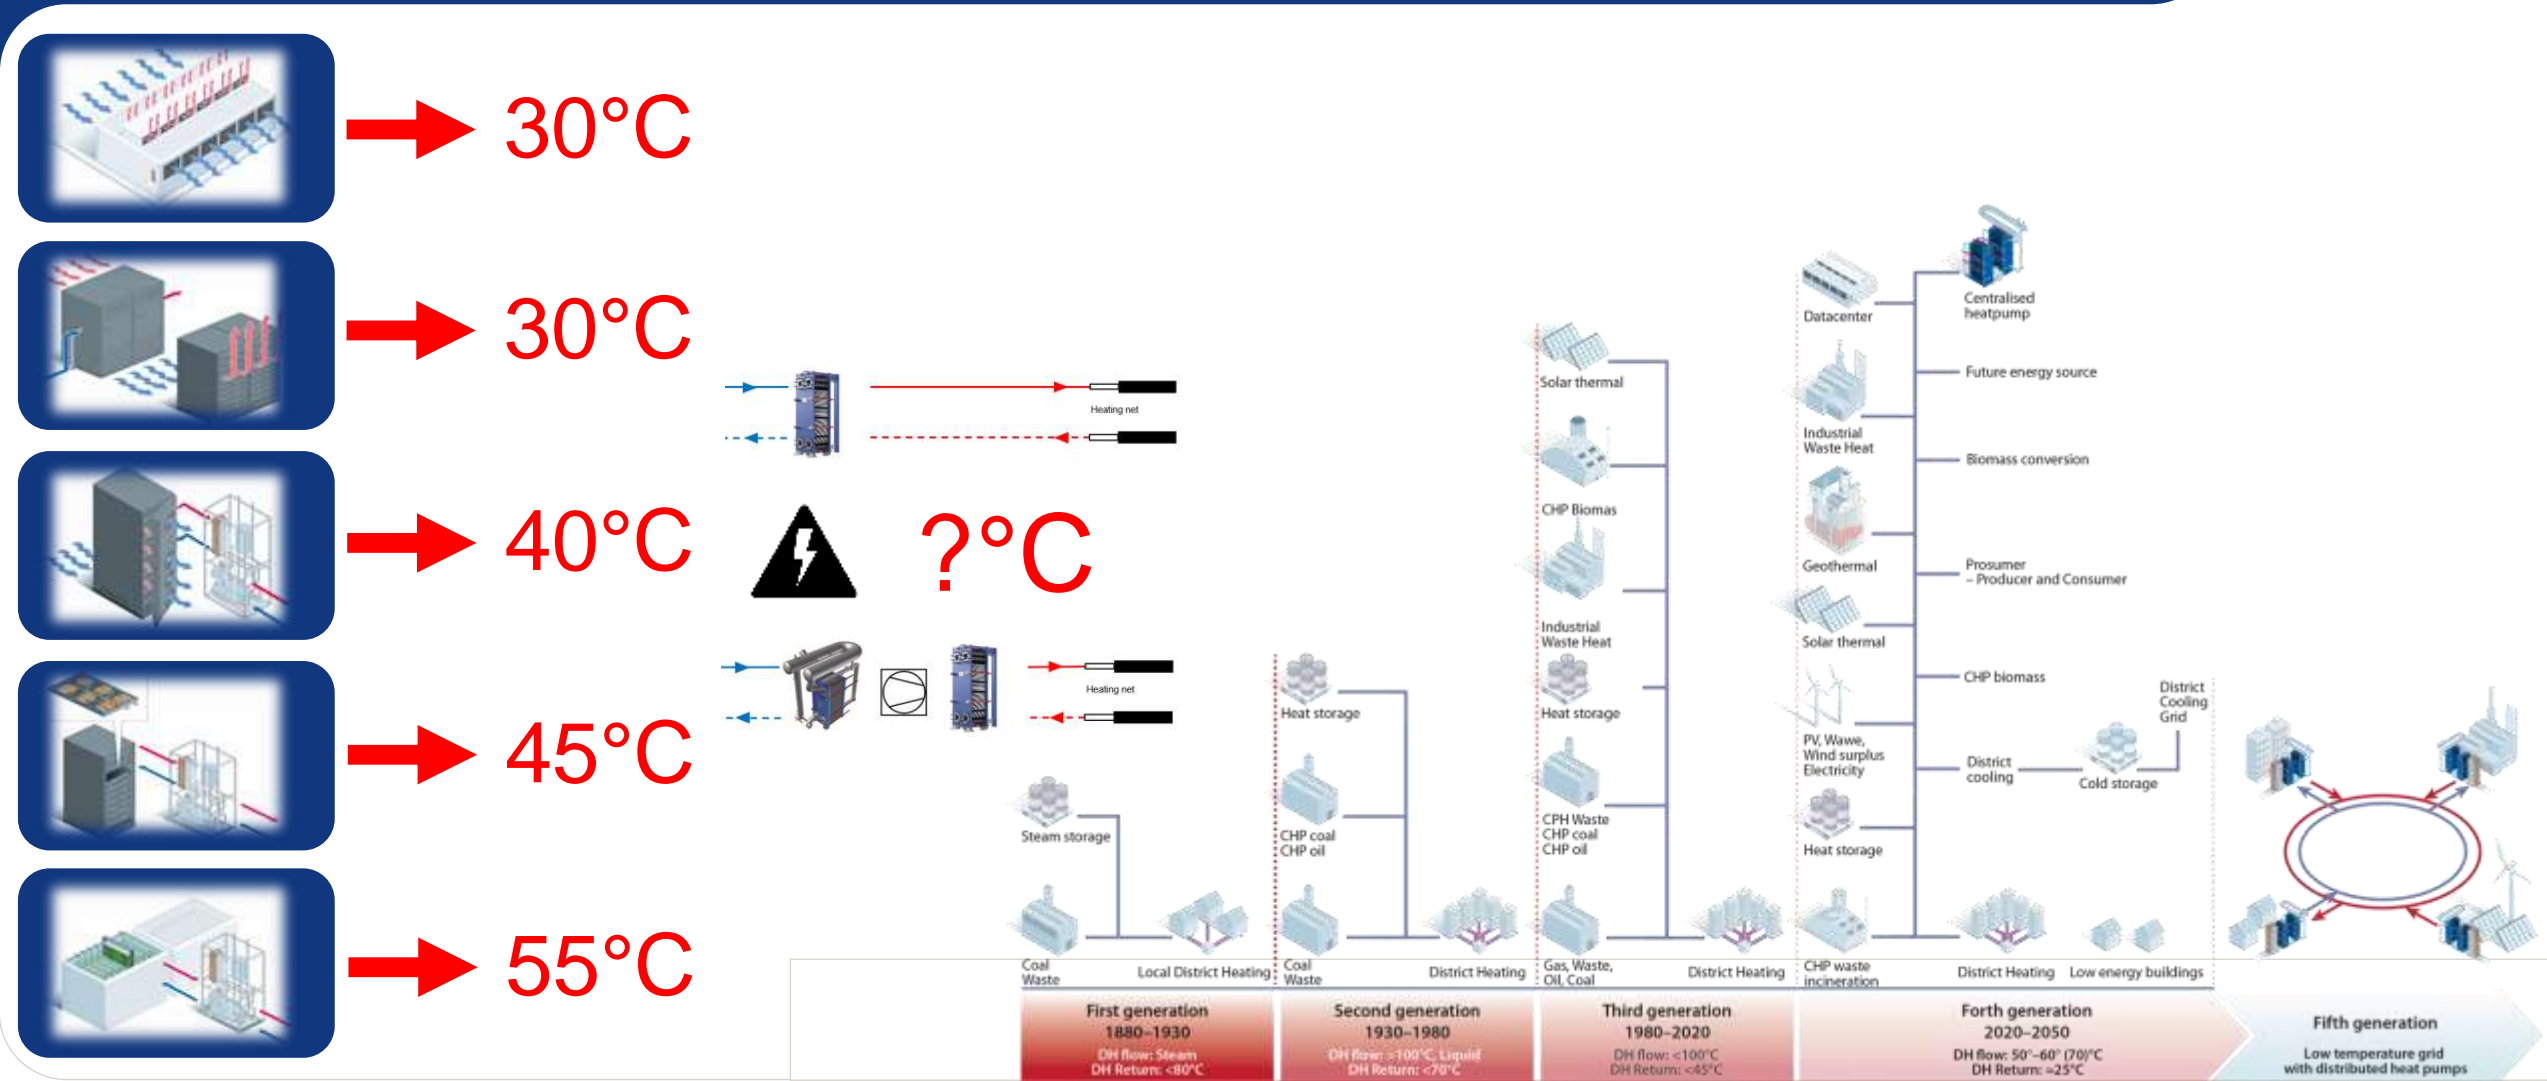 30°C
30°C
40°C
45°C
55°C
Heating net
?°C
Heating net
Steam storage
Coal
Waste
Local District Heating
Heat storage
CHP coal
CHP oil
Coal
Waste
District Heating
Solar thermal
CHP Biomas
Industrial
Waste Heat
Heat storage
CPH Waste
CHP coal
CHP oil
Gas, Waste,
Oil, Coal
District Heating
Datacenter
Industrial
Waste Heat
Geothermal
Solar thermal
PV, Wawe,
Wind surplus
Electricity
Heat storage
CHP waste
incineration
Centralised
heatpump
Future energy source
Biomass conversion
Prosumer
– Producer and Consumer
CHP biomass
District
cooling
Cold storage
District
Cooling
Grid
District Heating
Low energy buildings
First generation
1880–1930
DH flow: Steam
DH Return: <80°C
Second generation
1930–1980
DH flow: >100°C, Liquid
DH Return: <70°C
Third generation
1980–2020
DH flow: <100°C
DH Return: <45°C
Forth generation
2020–2050
DH flow: 50°–60° (70)°C
DH Return: ≈25°C
Fifth generation
Low temperature grid
with distributed heat pumps